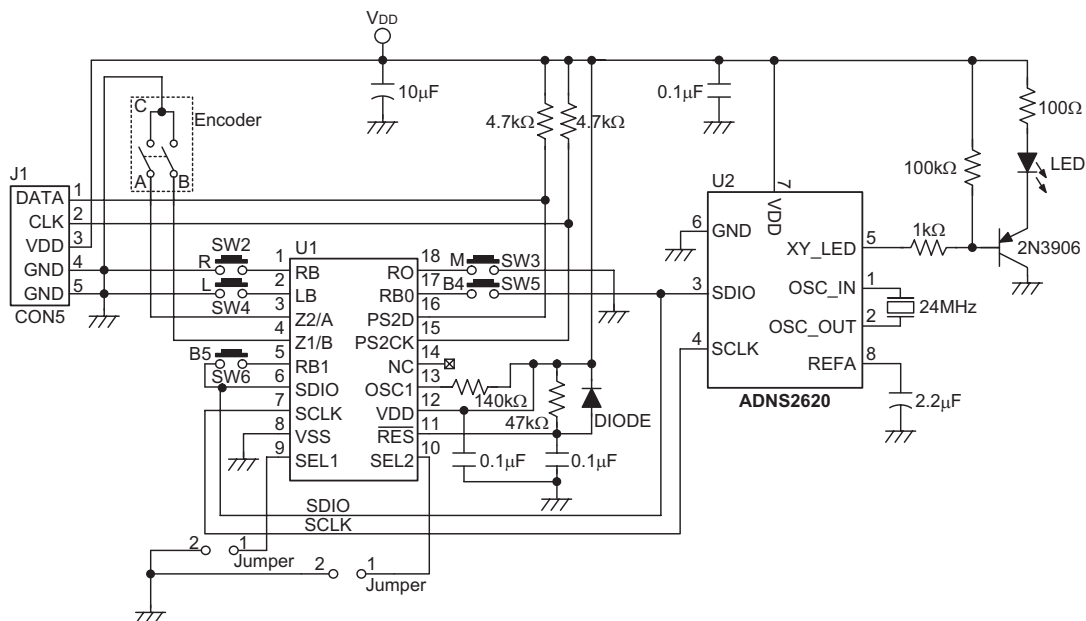 VDD
10μF
0.1μF
4.7kΩ
4.7kΩ
100Ω
LED
100kΩ
C
Encoder
A
B
J1
DATA 1
CLK 2
VDD 3
GND 4
GND 5
CON5
R SW2
L SW4
B5 SW6
U1
1 RB
2 LB
3 Z2/A
4 Z1/B
5 RB1
6 SDIO
7 SCLK
8 VSS
9 SEL1
RO 18
RB0 17
PS2D 16
PS2CK 15
NC 14
OSC1 13
VDD 12
RES 11
SEL2 10
M SW3
B4 SW5
140kΩ
47kΩ
DIODE
0.1μF
0.1μF
U2
7 VDD
6 GND
3 SDIO
4 SCLK
XY_LED 5
OSC_IN 1
OSC_OUT 2
REFA 8
ADNS2620
1kΩ
2N3906
24MHz
2.2μF
SDIO
SCLK
2 1
Jumper
2 1
Jumper